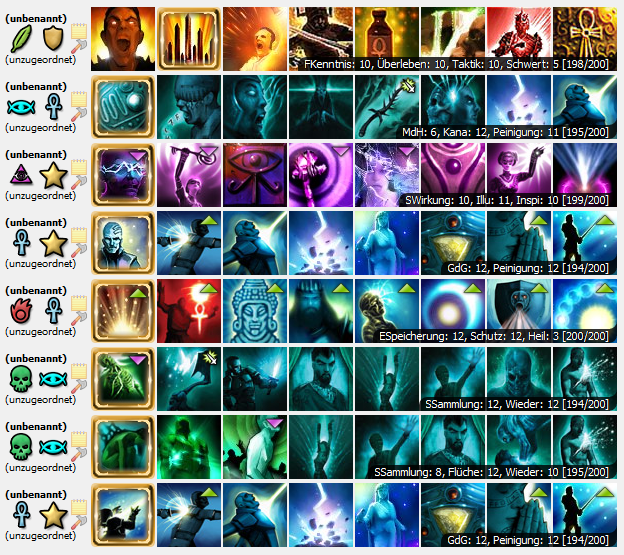 (unbenannt)
(unzugeordnet)
FKenntnis: 10, Überleben: 10, Taktik: 10, Schwert: 5 [198/200]
(unbenannt)
(unzugeordnet)
MdH: 6, Kana: 12, Peinigung: 11 [195/200]
(unbenannt)
(unzugeordnet)
SWirkung: 10, Illu: 11, Inspi: 10 [199/200]
(unbenannt)
(unzugeordnet)
GdG: 12, Peinigung: 12 [194/200]
(unbenannt)
(unzugeordnet)
ESpeicherung: 12, Schutz: 12, Heil: 3 [200/200]
(unbenannt)
(unzugeordnet)
SSammlung: 12, Wieder: 12 [194/200]
(unbenannt)
(unzugeordnet)
SSammlung: 8, Flüche: 12, Wieder: 10 [195/200]
(unbenannt)
(unzugeordnet)
GdG: 12, Peinigung: 12 [194/200]